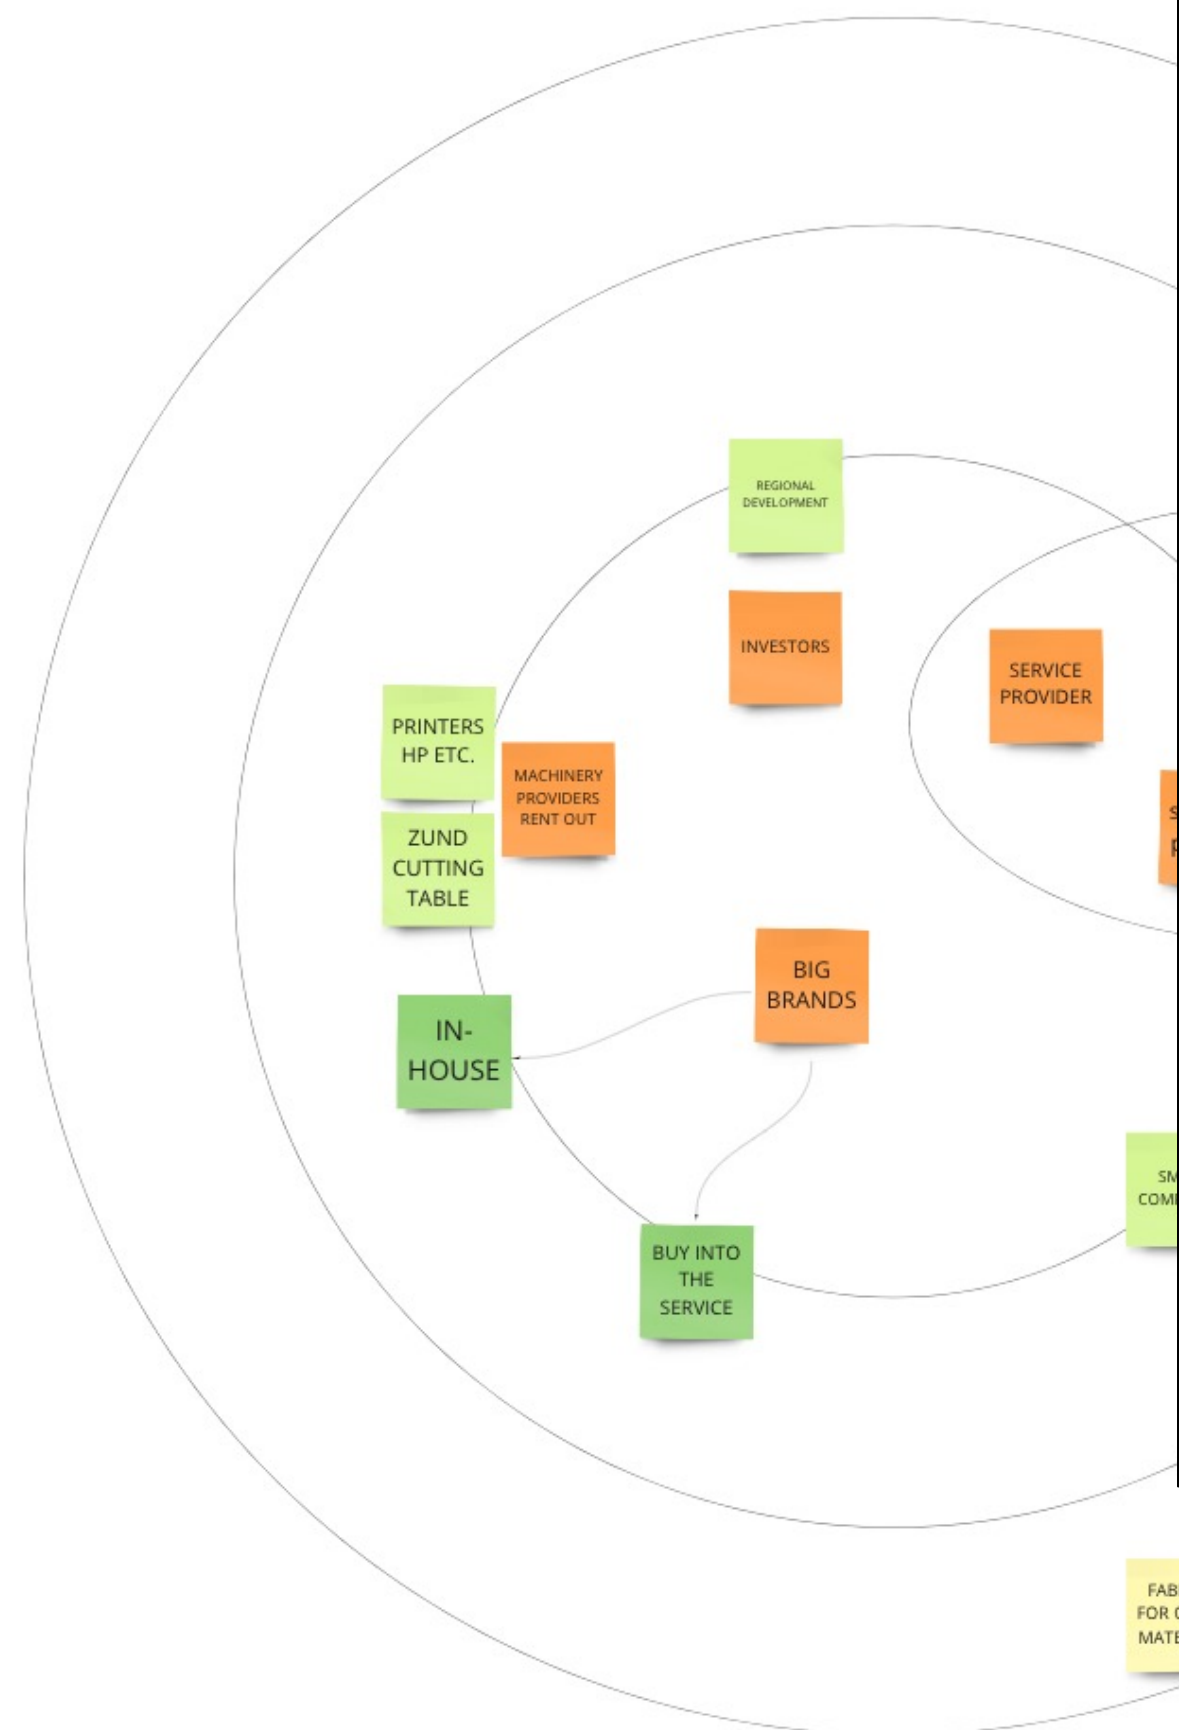 REGIONAL
DEVELOPMENT
INVESTORS
SERVICE
PROVIDER
PRINTERS
HP ETC.
MACHINERY
PROVIDERS
RENT OUT
ZUND
CUTTING
TABLE
BIG
BRANDS
IN-
HOUSE
BUY INTO
THE
SERVICE
FOR